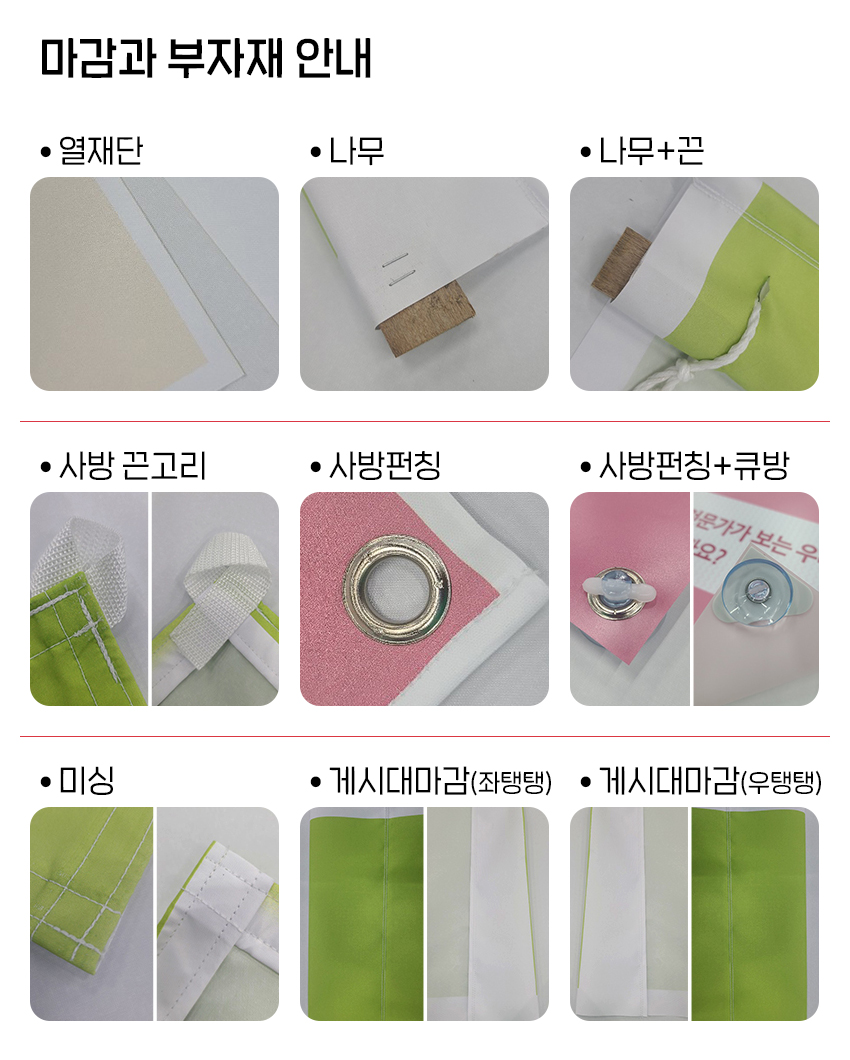 마감과 부자재 안내
• 열재단
• 나무
• 나무+끈
• 사방 끈고리
• 사방펀칭
• 사방펀칭+큐방
가 보는 우
요?
• 미싱
• 게시대마감(좌탱탱)
• 게시대마감(우탱탱)